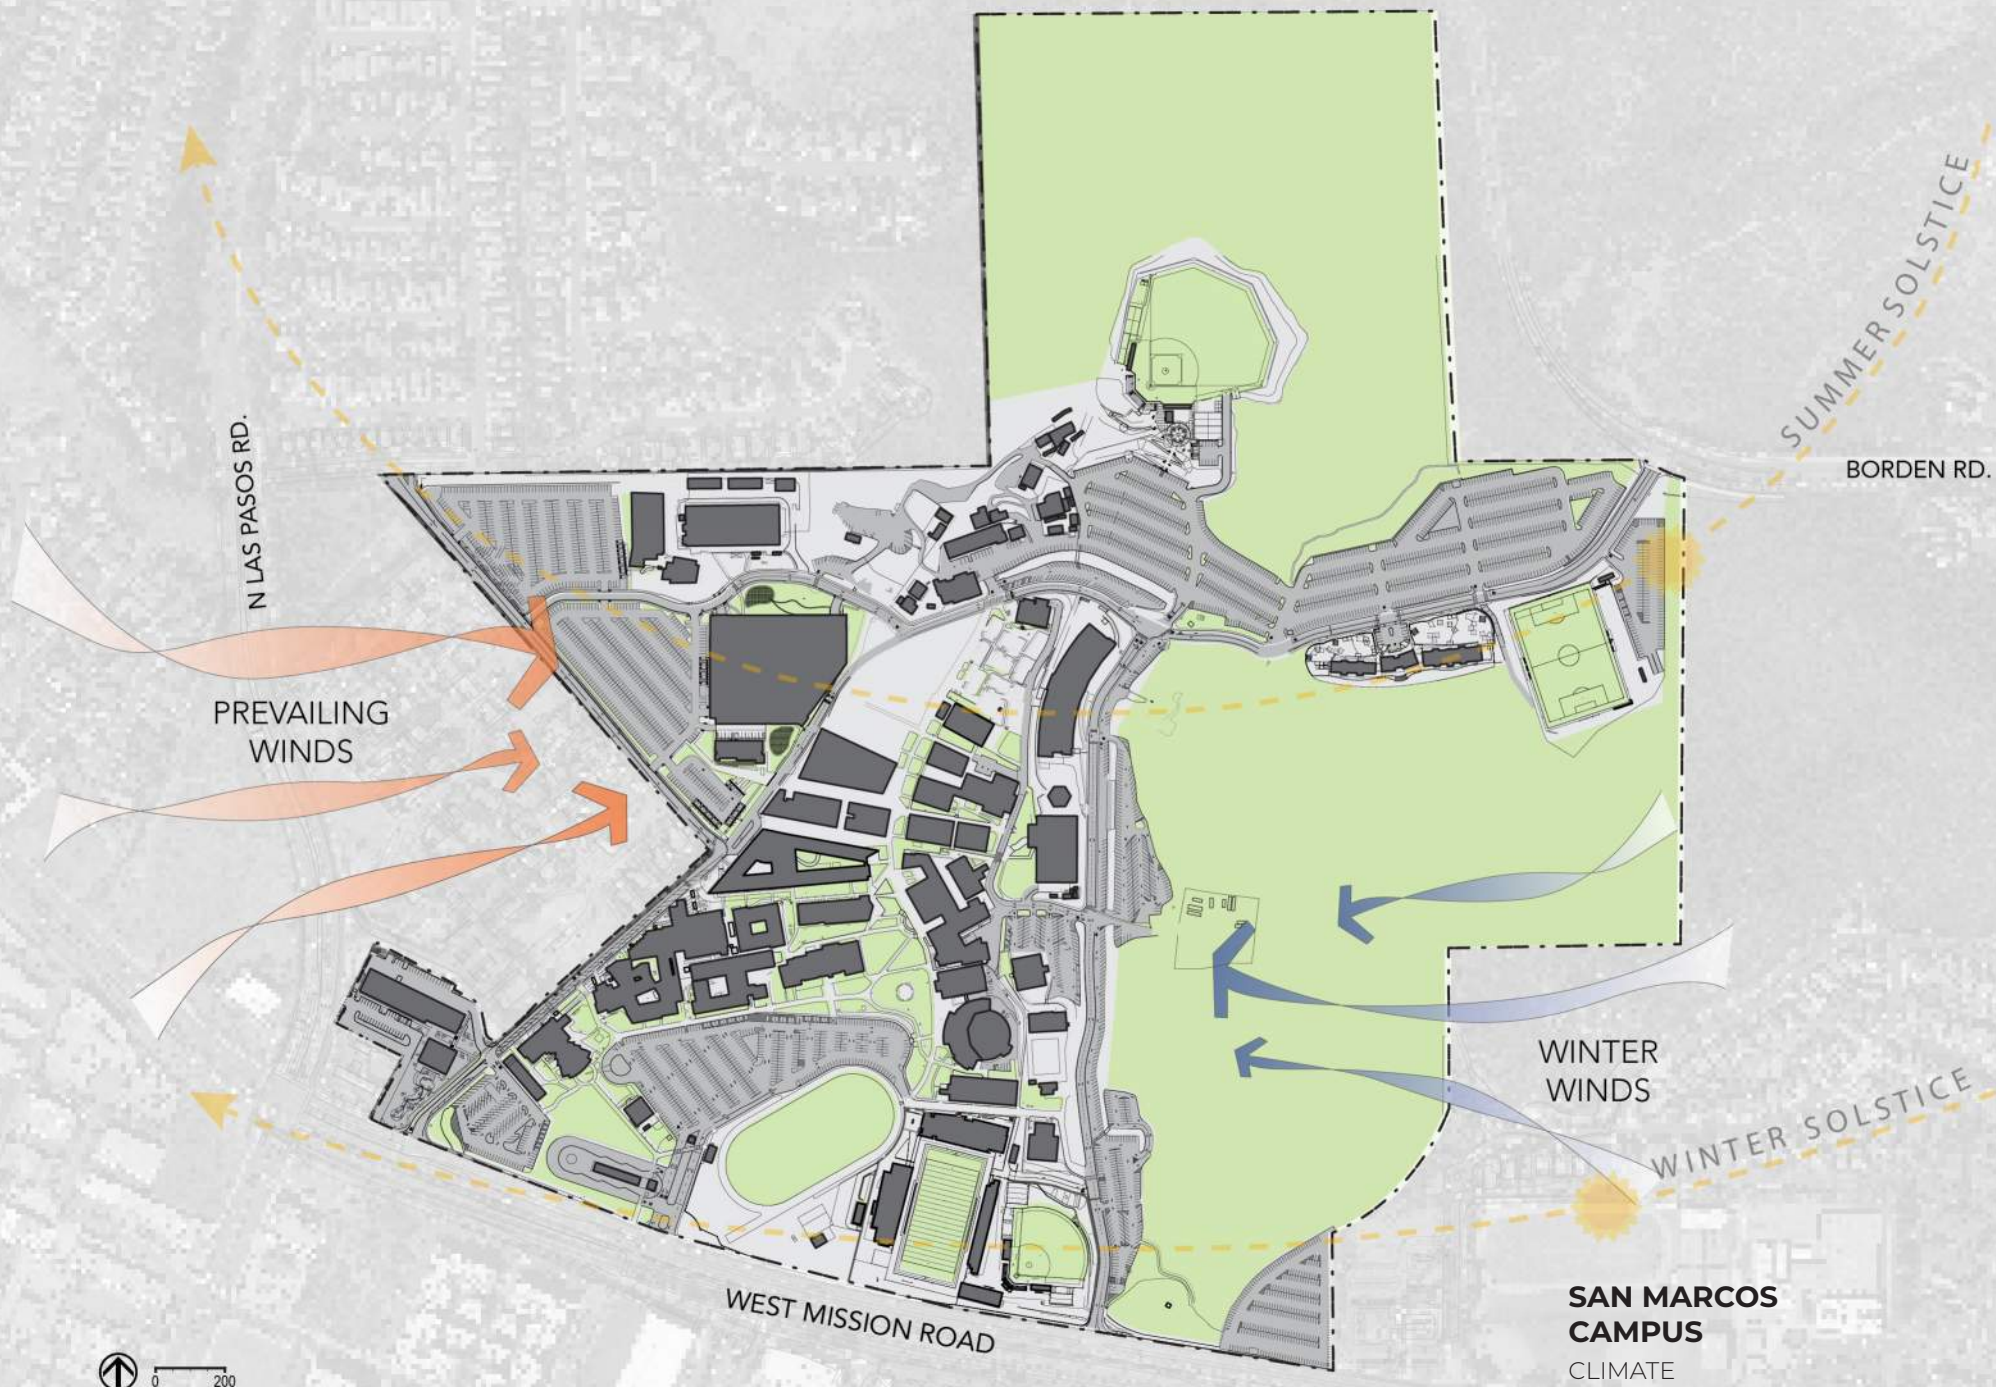 SUMMER SOLSTICE
N LAS PASOS RD.
BORDEN RD.
PREVAILING
WINDS
WINTER
WINDS
WINTER SOLSTICE
WEST MISSION ROAD
SAN MARCOS
CAMPUS
CLIMATE
0 200